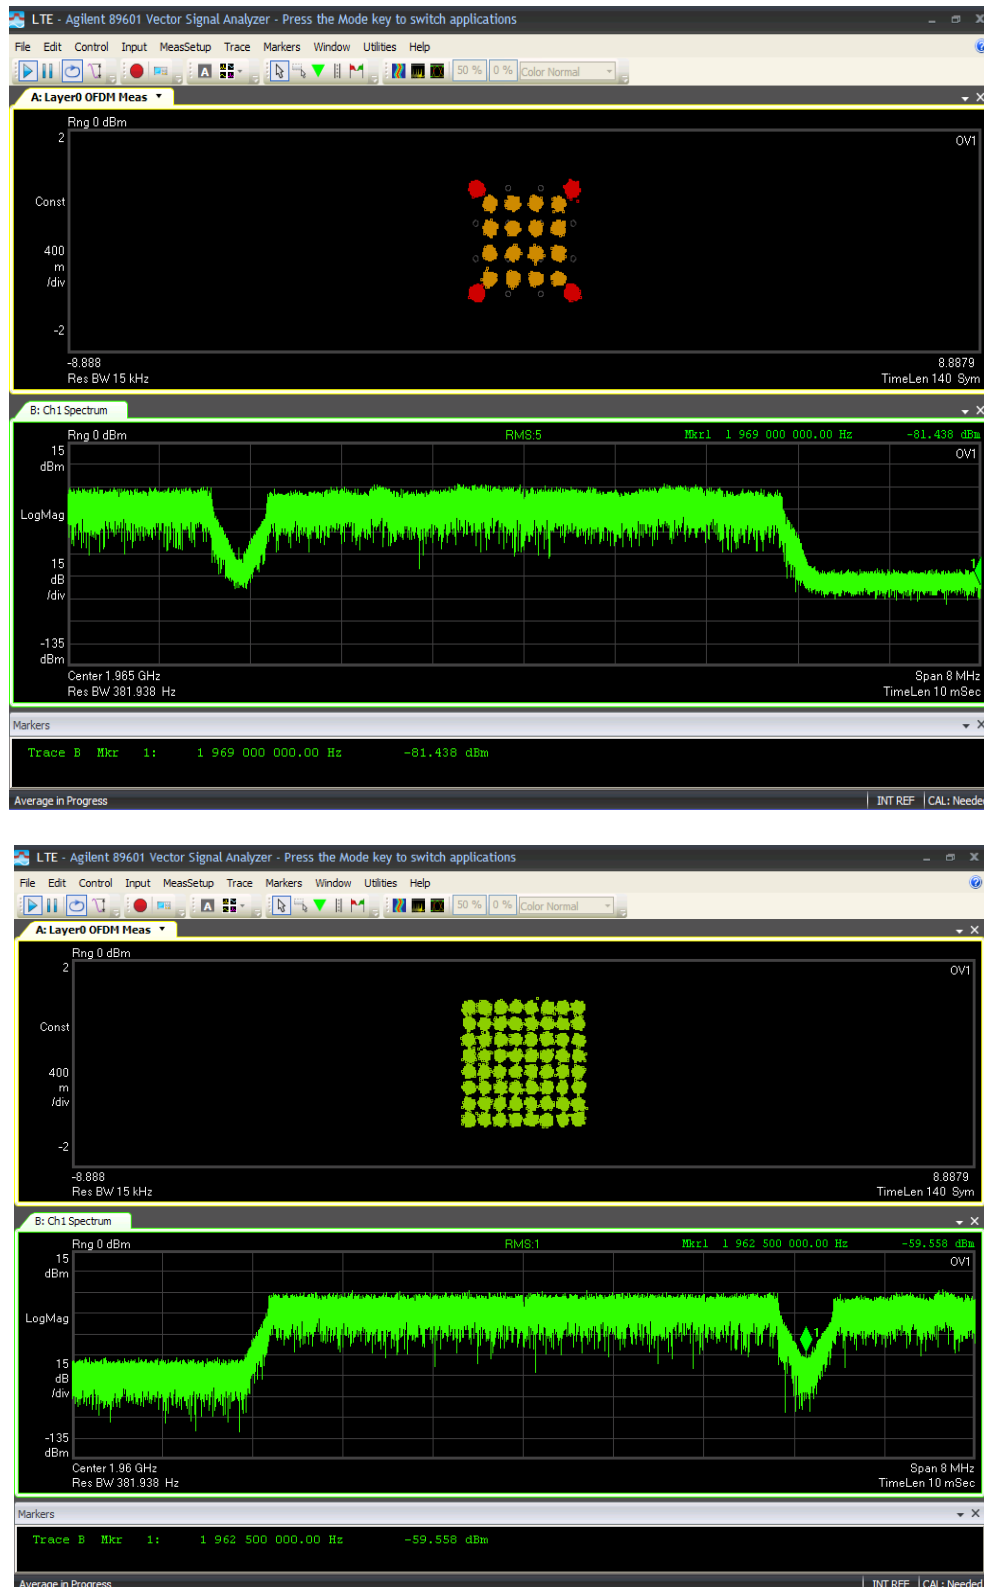 LTE - Agilent 89601 Vector Signal Analyzer - Press the Mode key to switch applications
File Edit Control Input MeasSetup Trace Markers Window Utilities Help
A 50 % 0 % Color Normal
A: Layer0 OFDM Meas
Rng 0 dBm
2
OV1
Const
400
m
/div
-2
-8.888
8.8879
Res BW 15 kHz
TimeLen 140 Sym
B: Ch1 Spectrum
Rng 0 dBm RMS:5 Mkr1 1 969 000 000.00 Hz -81.438 dBm
15
OV1
dBm
LogMag
15
1
dB
/div
-135
dBm
Center 1.965 GHz
Span 8 MHz
Res BW 381.938 Hz
TimeLen 10 mSec
Markers
Trace B Mkr 1: 1 969 000 000.00 Hz -81.438 dBm
Average in Progress INT REF CAL: Neede
LTE - Agilent 89601 Vector Signal Analyzer - Press the Mode key to switch applications
File Edit Control Input MeasSetup Trace Markers Window Utilities Help
A 50 % 0 % Color Normal
A: Layer0 OFDM Meas
Rng 0 dBm
2
OV1
Const
400
m
/div
-2
-8.888
8.8879
Res BW 15 kHz
TimeLen 140 Sym
B: Ch1 Spectrum
Rng 0 dBm RMS:1 Mkr1 1 962 500 000.00 Hz -59.558 dBm
15
OV1
dBm
LogMag
1
15
dB
/div
-135
dBm
Center 1.96 GHz
Span 8 MHz
Res BW 381.938 Hz
TimeLen 10 mSec
Markers
Trace B Mkr 1: 1 962 500 000.00 Hz -59.558 dBm
Average in Progress INT REF CAL: Needed